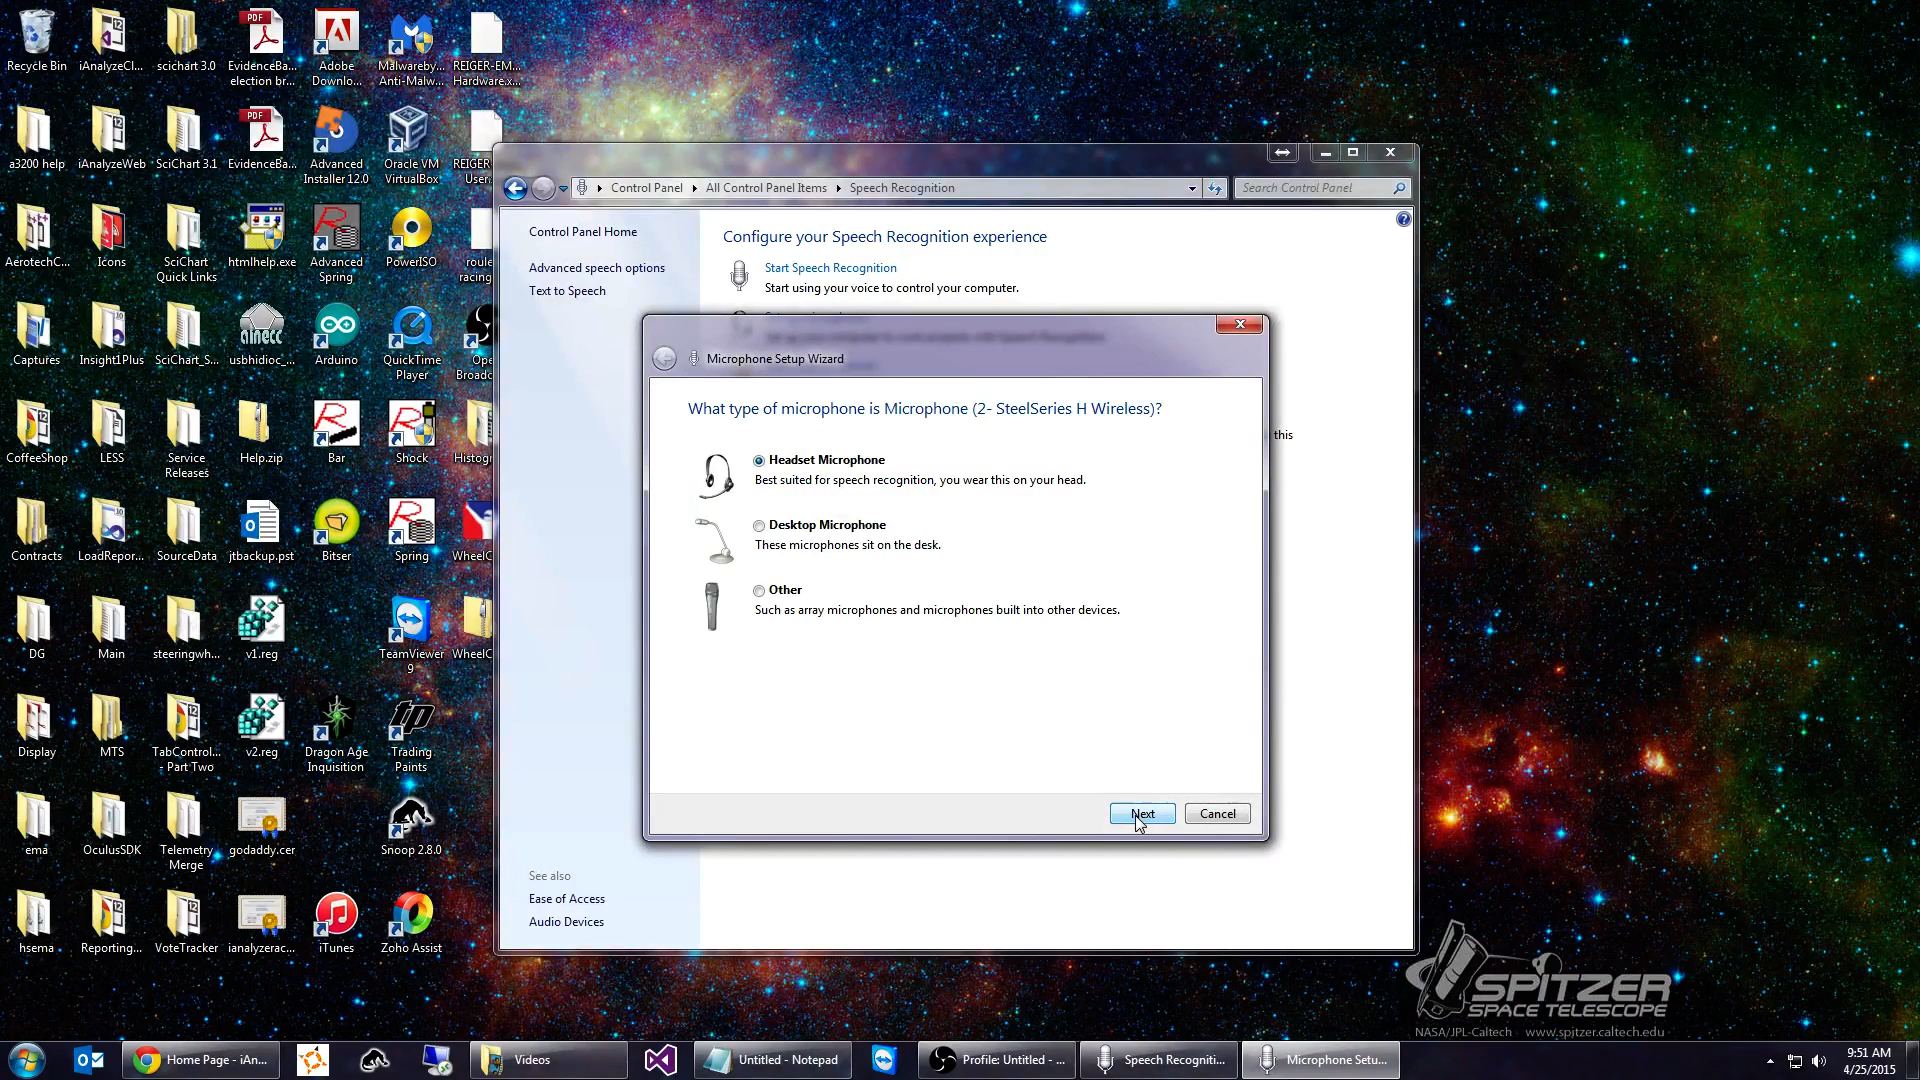 Recycle Bin
iAnalyzeCl...
scichart 3.0
EvidenceBa...
election br...
Adobe
Downlo...
Malwareby...
Anti-Malw...
REIGER-EM...
Hardware.x...
a3200 help
iAnalyzeWeb
SciChart 3.1
EvidenceBa...
Advanced
Installer 12.0
Oracle VM
VirtualBox
REIGER-
User.
AerotechC...
Icons
SciChart
Quick Links
htmlhelp.exe
Advanced
Spring
PowerISO
roule
racing
Captures
Insight1Plus
SciChart_S...
usbhidioc_...
Arduino
QuickTime
Player
Ope
Broadc
CoffeeShop
LESS
Service
Releases
Help.zip
Bar
Shock
Histogr
Contracts
LoadRepor...
SourceData
jtbackup.pst
Bitser
Spring
WheelC
DG
Main
steeringwh...
v1.reg
TeamViewer
9
WheelC
Display
MTS
TabControl...
- Part Two
v2.reg
Dragon Age
Inquisition
Trading
Paints
ema
OculusSDK
Telemetry
Merge
godaddy.cer
Snoop 2.8.0
hsema
Reporting...
VoteTracker
ianalyzerac...
iTunes
Zoho Assist
Control Panel
All Control Panel Items
Speech Recognition
Search Control Panel
Control Panel Home
Advanced speech options
Text to Speech
See also
Ease of Access
Audio Devices
Configure your Speech Recognition experience
Start Speech Recognition
Start using your voice to control your computer.
this
Microphone Setup Wizard
What type of microphone is Microphone (2- SteelSeries H Wireless)?
Headset Microphone
Best suited for speech recognition, you wear this on your head.
Desktop Microphone
These microphones sit on the desk.
Other
Such as array microphones and microphones built into other devices.
Next
Cancel
SPITZER
SPACE TELESCOPE
NASA/JPL-Caltech www.spitzer.caltech.edu
Home Page - iAn...
Videos
Untitled - Notepad
Profile: Untitled - ...
Speech Recogniti...
Microphone Setu...
9:51 AM
4/25/2015